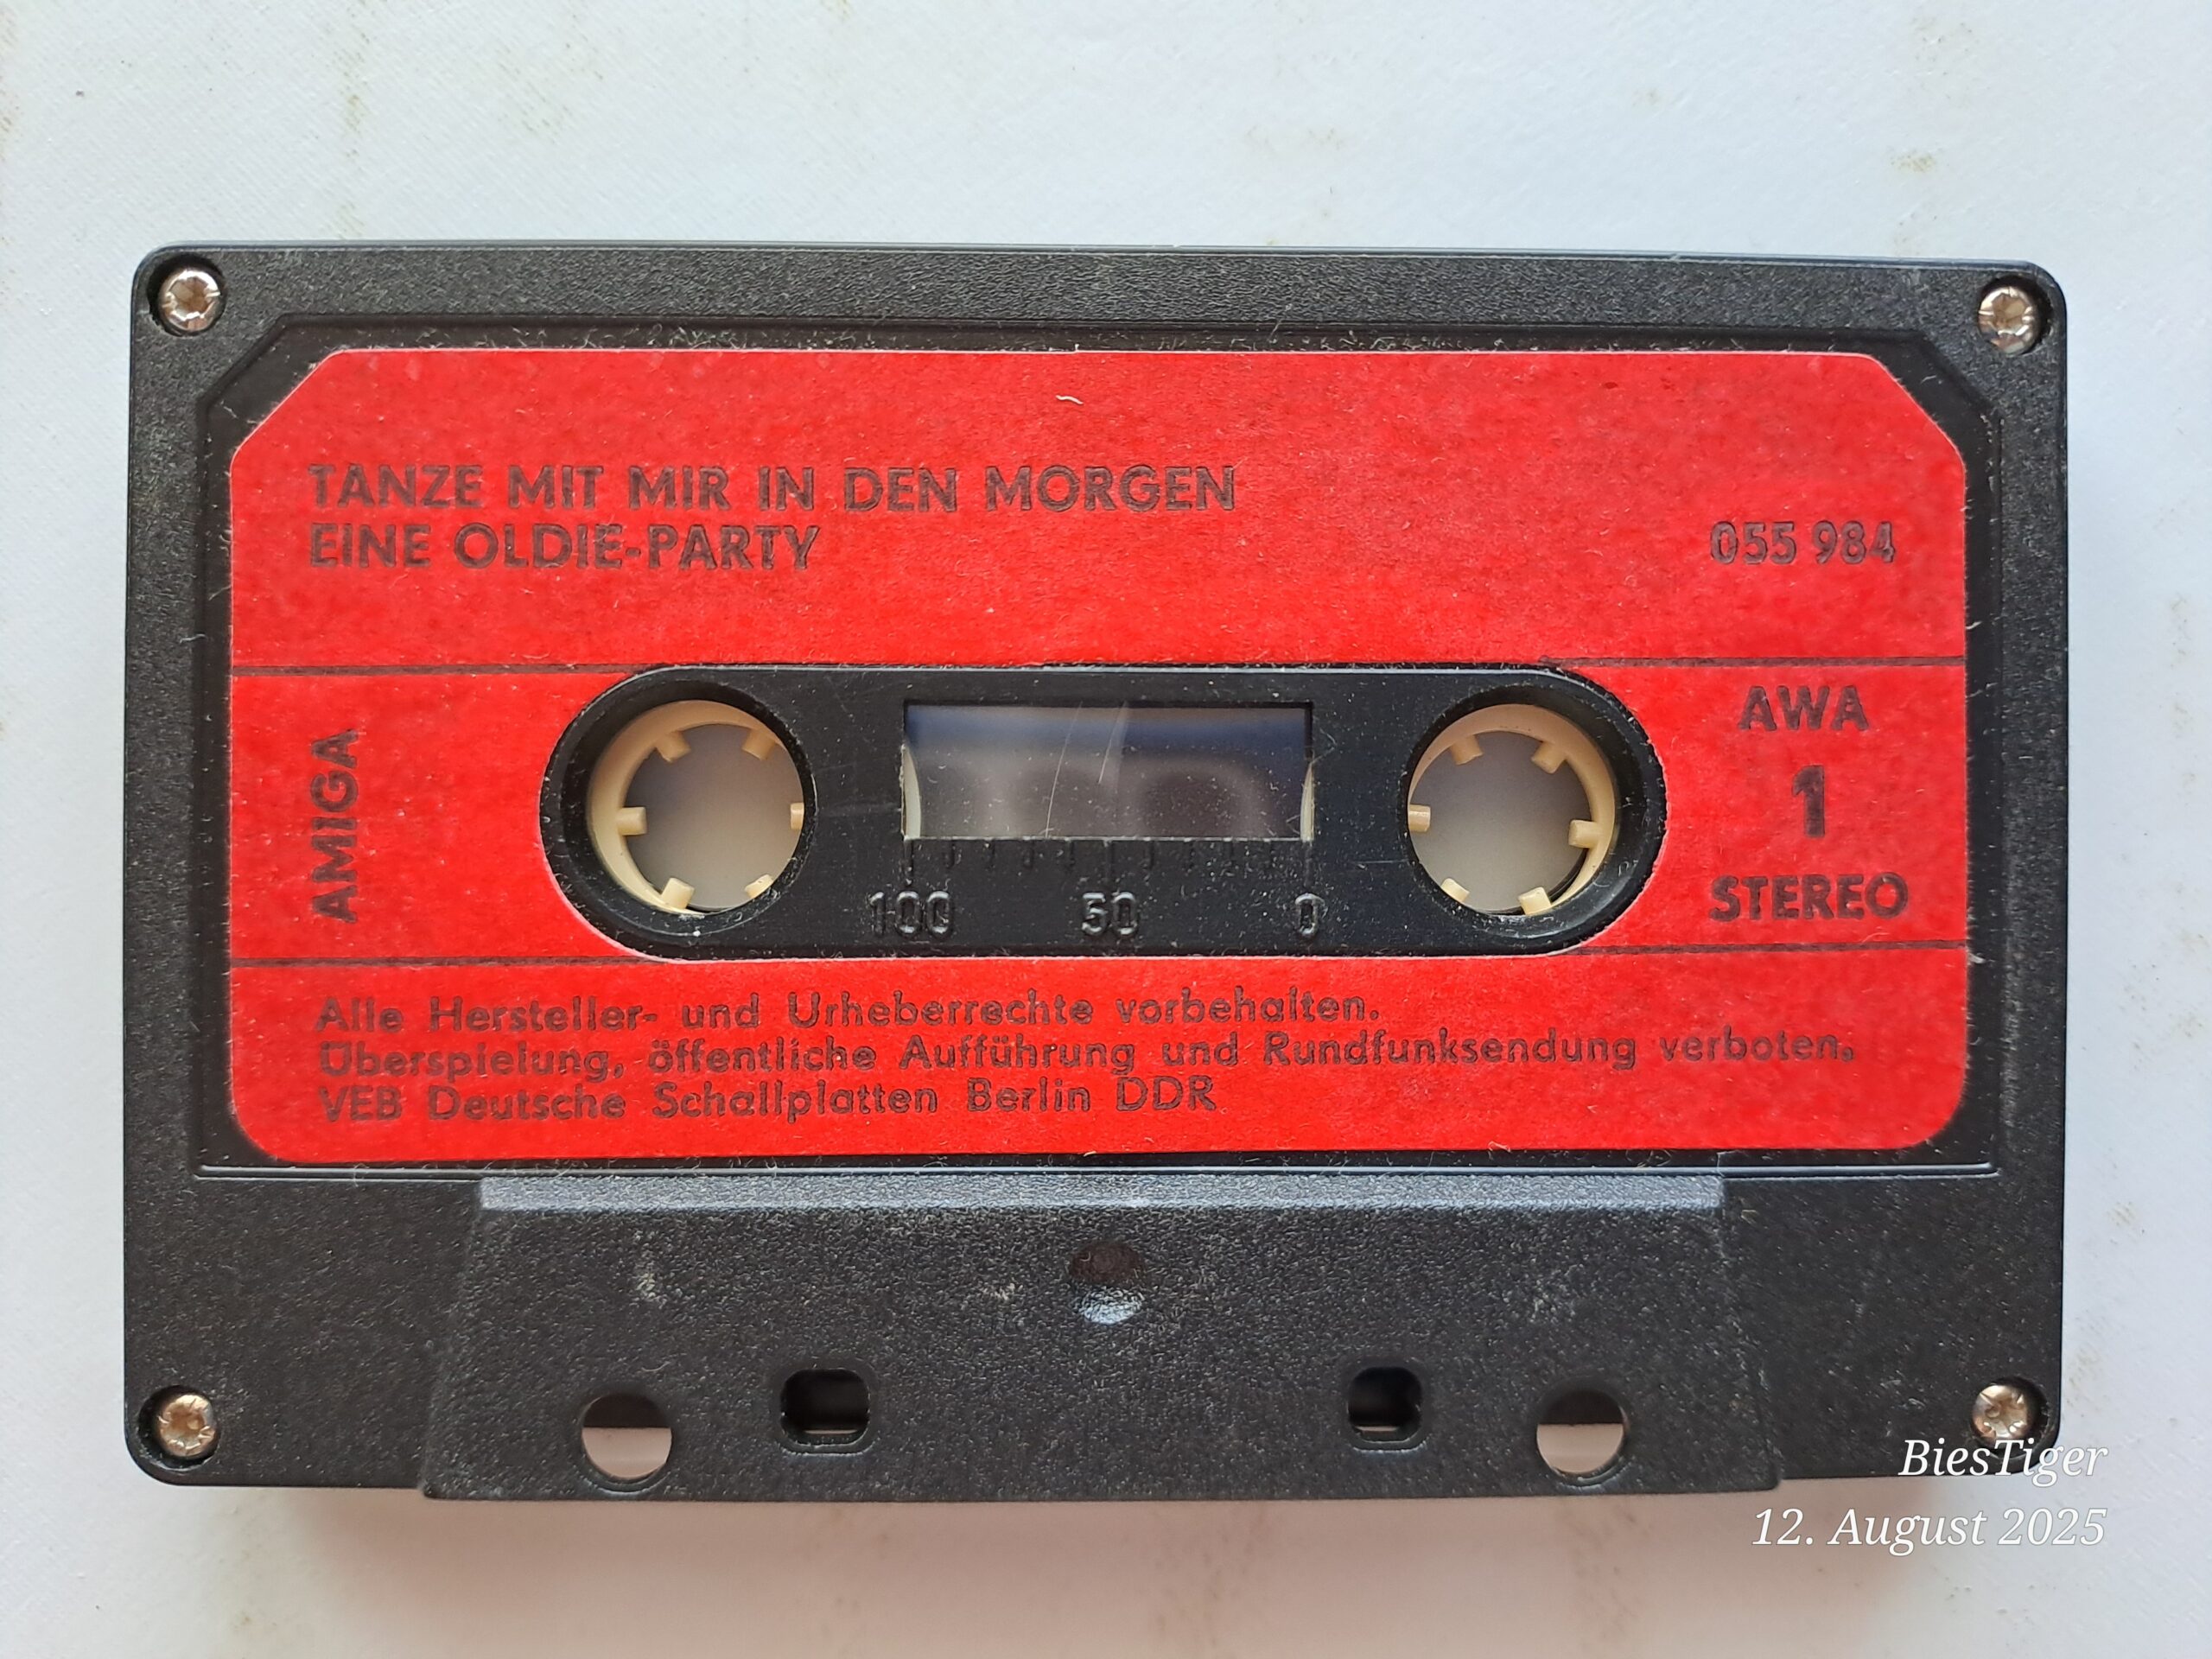 TANZE MIT MIR IN DEN MORGEN
EINE OLDIE-PARTY
055 984
AMIGA
AWA
1
STEREO
100 50 0
Alle Hersteller- und Urheberrechte vorbehalten.
Überspielung, öffentliche Aufführung und Rundfunksendung verboten.
VEB Deutsche Schallplatten Berlin DDR
BiesTiger
12. August 2025